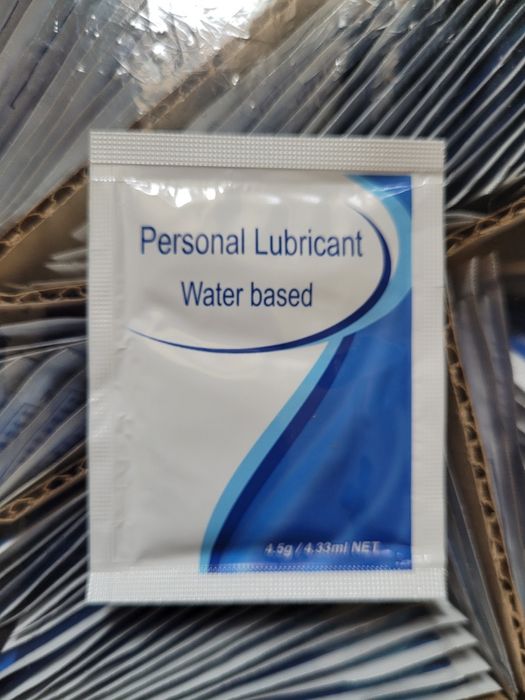 Personal Lubricant
Water based
4.5g / 4.33ml NET